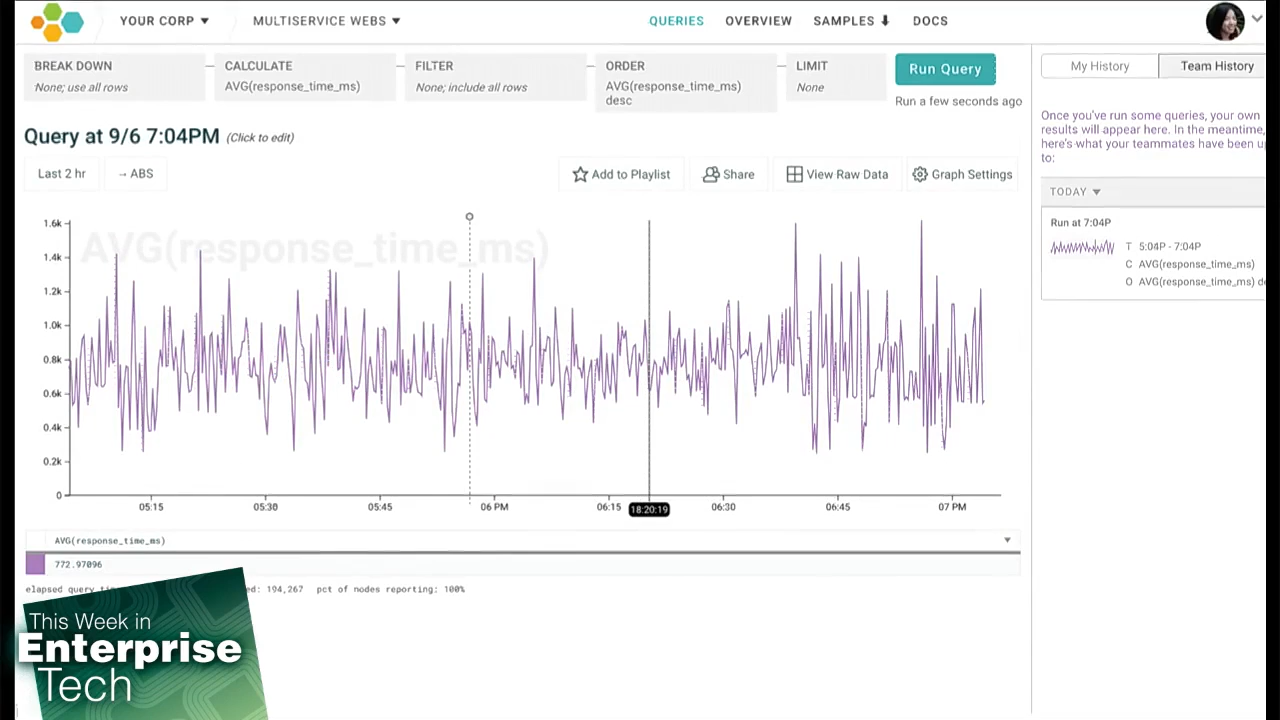 YOUR CORP
MULTISERVICE WEBS
QUERIES
OVERVIEW
SAMPLES
DOCS
BREAK DOWN
None; use all rows
CALCULATE
AVG(response_time_ms)
FILTER
None; include all rows
ORDER
AVG(response_time_ms)
desc
LIMIT
None
Run Query
Run a few seconds ago
My History
Team History
Once you've run some queries, your own
results will appear here. In the meantime,
here's what your teammates have been up
to:
TODAY
Run at 7:04P
T 5:04P - 7:04P
C AVG(response_time_ms)
O AVG(response_time_ms) de
Query at 9/6 7:04PM (Click to edit)
Last 2 hr
→ ABS
Add to Playlist
Share
View Raw Data
Graph Settings
AVG(response_time_ms)
1.6k
1.4k
1.2k
1.0k
0.8k
0.6k
0.4k
0.2k
0
05:15
05:30
05:45
06 PM
06:15
18:20:19
06:30
06:45
07 PM
AVG(response_time_ms)
772.97096
elapsed query ed: 194,267 pct of nodes reporting: 100%
This Week in
Enterprise
Tech